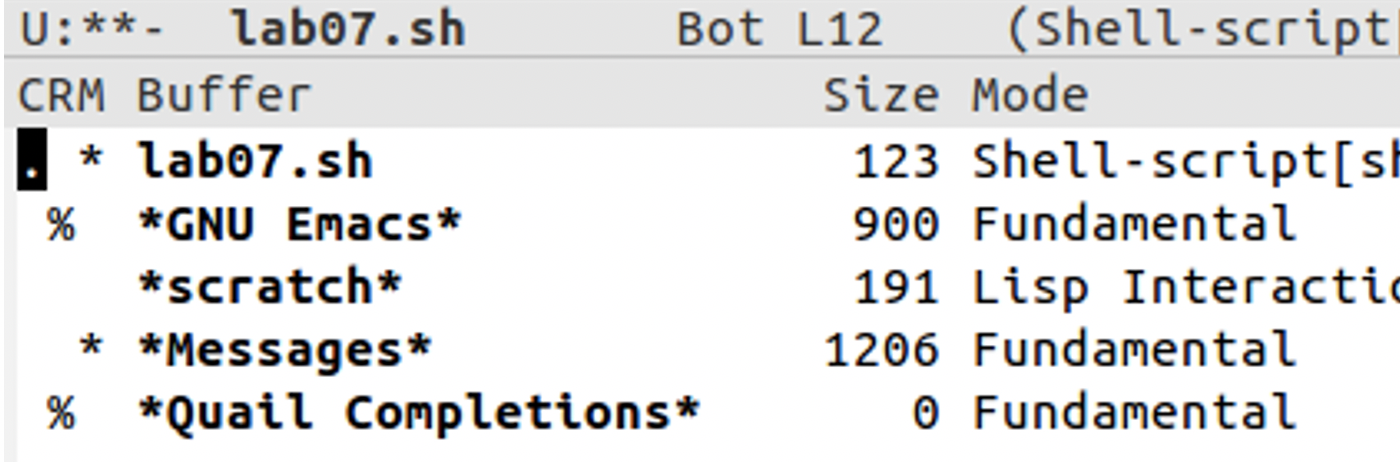 U:**-  lab07.sh       Bot L12    (Shell-script[
CRM Buffer                 Size Mode
. * lab07.sh                123 Shell-script[sh
 %  *GNU Emacs*             900 Fundamental
    *scratch*               191 Lisp Interactio
  * *Messages*             1206 Fundamental
 %  *Quail Completions*       0 Fundamental